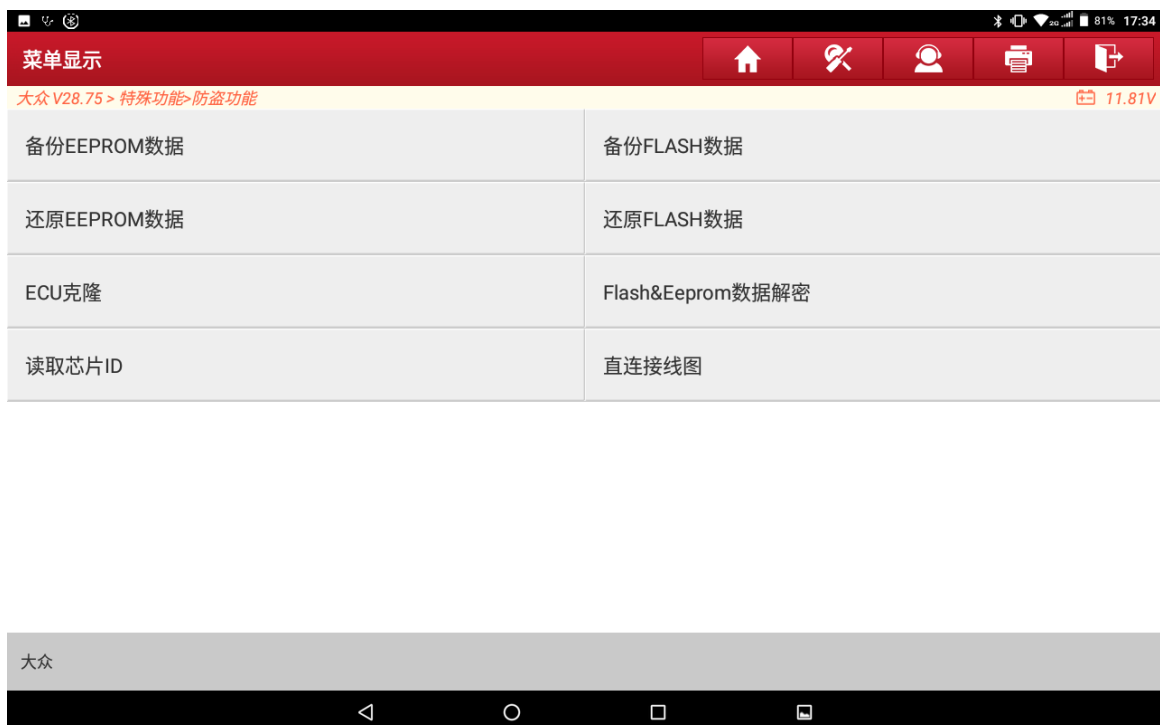 2G 81% 17:34
菜单显示
大众 V28.75 > 特殊功能>防盗功能 11.81V
备份EEPROM数据 备份FLASH数据
还原EEPROM数据 还原FLASH数据
ECU克隆 Flash&Eeprom数据解密
读取芯片ID 直连接线图
大众